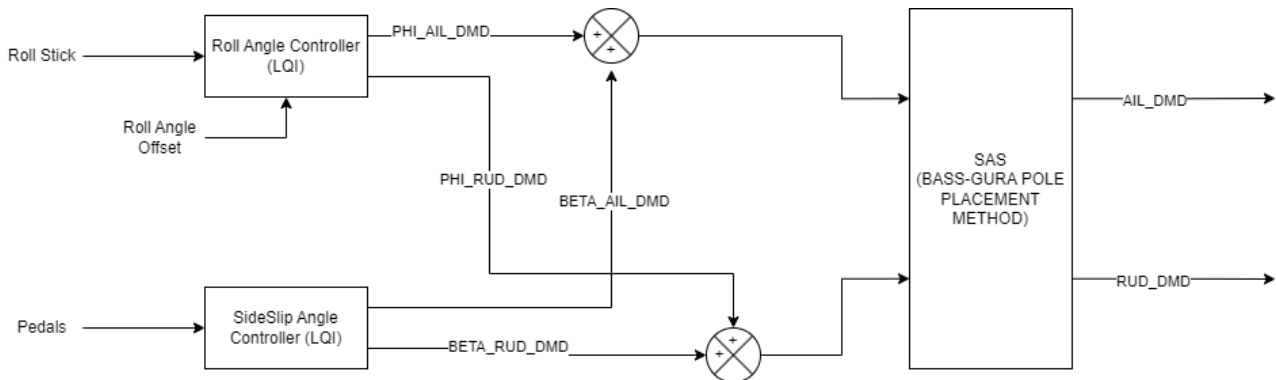 PHI_AIL_DMD
Roll Stick
Roll Angle Controller
(LQI)
+
+
Roll Angle
Offset
AIL_DMD
SAS
(BASS-GURA POLE
PLACEMENT
METHOD)
PHI_RUD_DMD
BETA_AIL_DMD
RUD_DMD
Pedals
SideSlip Angle
Controller (LQI)
BETA_RUD_DMD
+
+